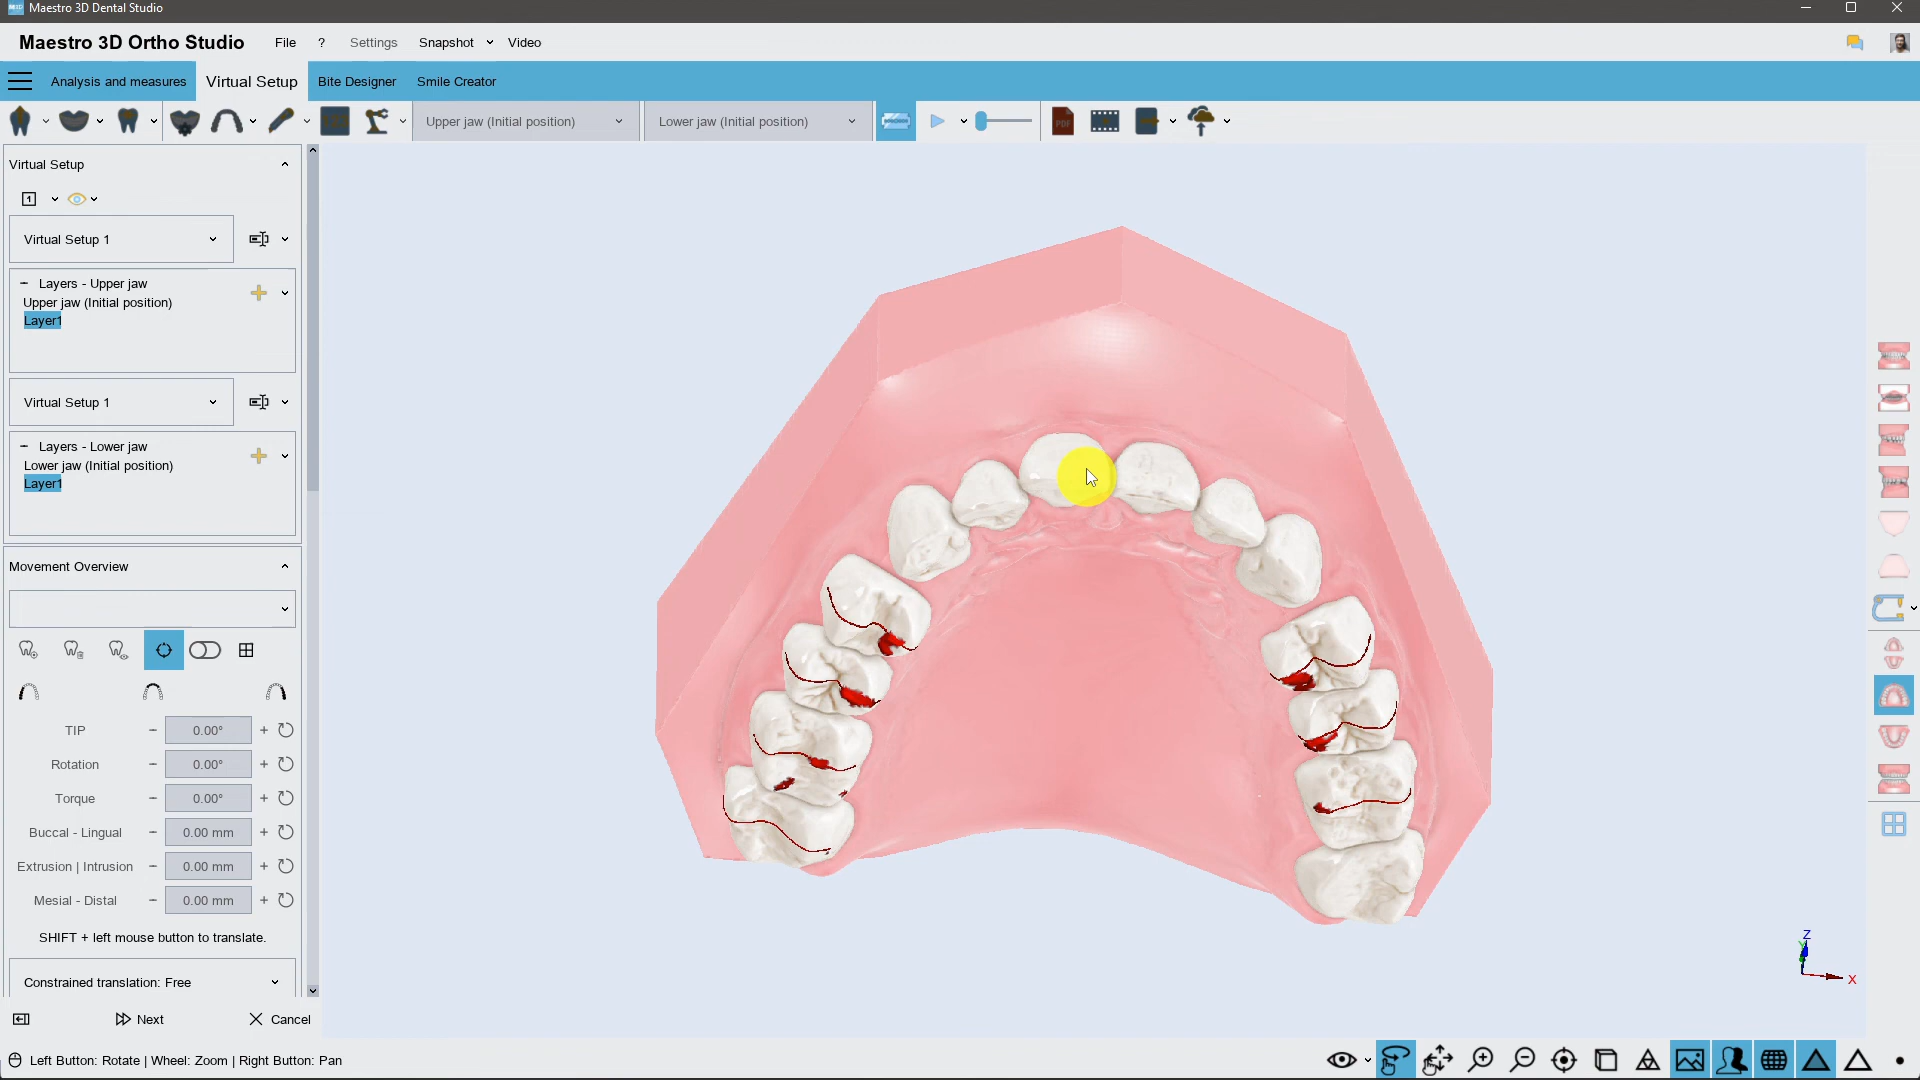 Maestro 3D Dental Studio
Maestro 3D Ortho Studio File ? Settings Snapshot Video
Analysis and measures Virtual Setup Bite Designer Smile Creator
Upper jaw (Initial position) Lower jaw (Initial position) PDF
Virtual Setup
1
Virtual Setup 1
Layers - Upper jaw
Upper jaw (Initial position)
Layer1
Virtual Setup 1
Layers - Lower jaw
Lower jaw (Initial position)
Layer1
Movement Overview
TIP - 0.00° +
Rotation - 0.00° +
Torque - 0.00° +
Buccal - Lingual - 0.00 mm +
Extrusion | Intrusion - 0.00 mm +
Mesial - Distal - 0.00 mm +
SHIFT + left mouse button to translate.
Constrained translation: Free
Next Cancel
Left Button: Rotate | Wheel: Zoom | Right Button: Pan
Z
Y
X